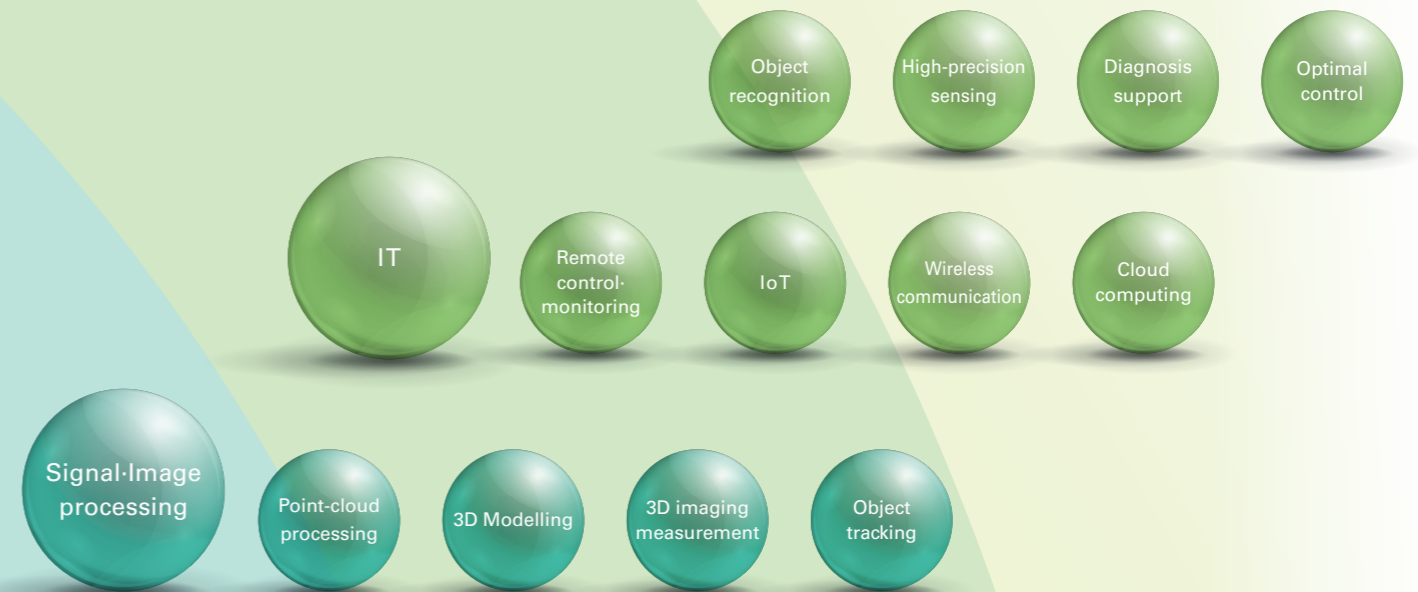 Object
recognition
High-precision
sensing
Diagnosis
support
Optimal
control
IT
Remote
control·
monitoring
IoT
Wireless
communication
Cloud
computing
Signal·Image
processing
Point-cloud
processing
3D Modelling
3D imaging
measurement
Object
tracking